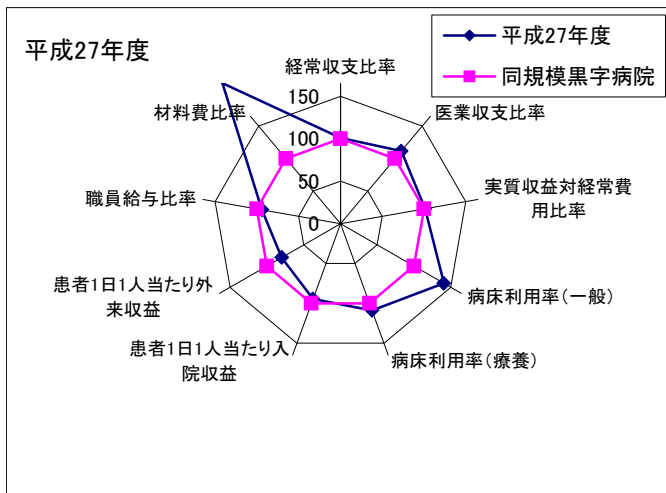 平成27年度
平成27年度
同規模黒字病院
経常収支比率
医業収支比率
実質収益対経常費
用比率
病床利用率(一般)
病床利用率(療養)
患者1日1人当たり入
院収益
患者1日1人当たり外
来収益
職員給与比率
材料費比率
150
100
50
0